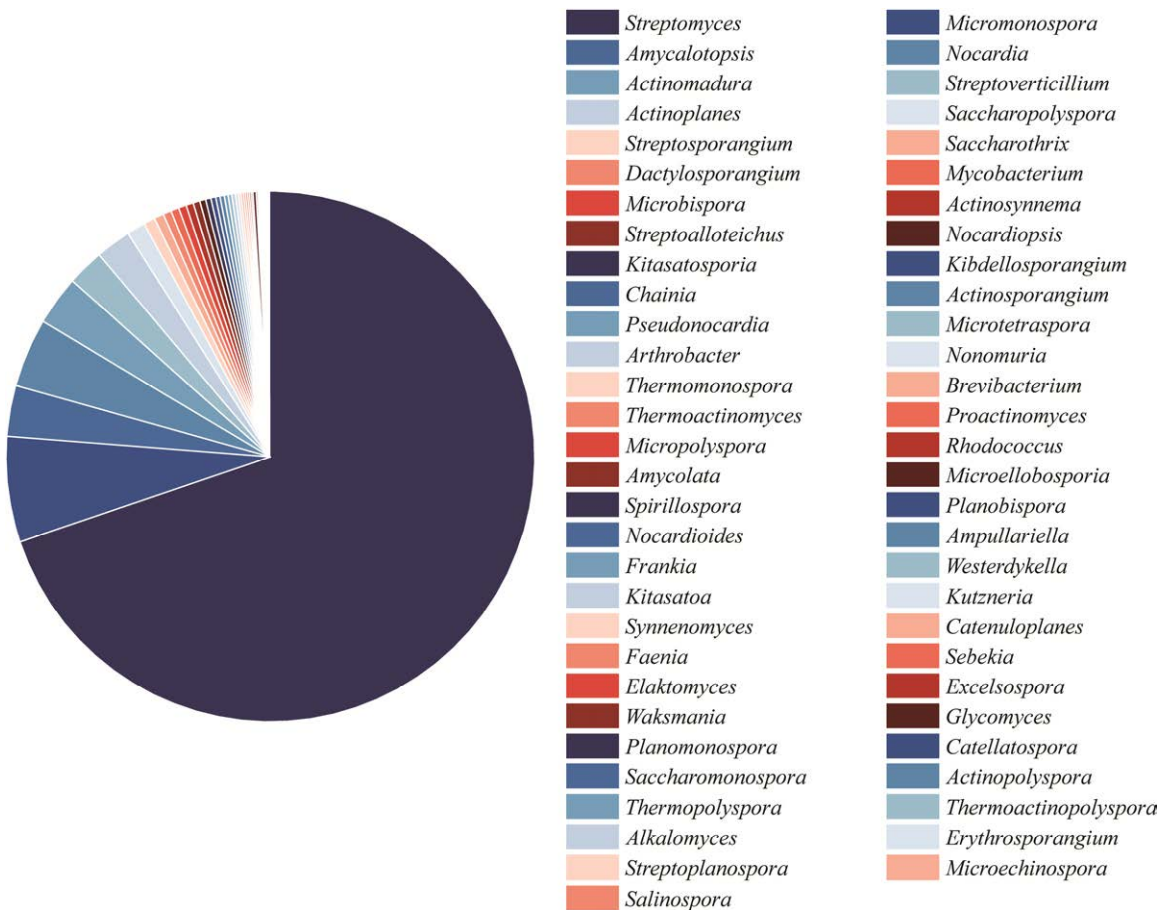 Streptomyces
Micromonospora
Amycalotopsis
Nocardia
Actinomadura
Streptoverticillium
Actinoplanes
Saccharopolyspora
Streptosporangium
Saccharothrix
Dactylosporangium
Mycobacterium
Microbispora
Actinosynnema
Streptoalloteichus
Nocardiopsis
Kitasatosporia
Kibdellosporangium
Chainia
Actinosporangium
Pseudonocardia
Microtetraspora
Arthrobacter
Nonomuria
Thermomonospora
Brevibacterium
Thermoactinomyces
Proactinomyces
Micropolyspora
Rhodococcus
Amycolata
Microellobosporia
Spirillospora
Planobispora
Nocardioides
Ampullariella
Frankia
Westerdykella
Kitasatoa
Kutzneria
Synnenomyces
Catenuloplanes
Faenia
Sebekia
Elaktomyces
Excelsospora
Waksmania
Glycomyces
Planomonospora
Catellatospora
Saccharomonospora
Actinopolyspora
Thermopolyspora
Thermoactinopolyspora
Alkalomyces
Erythrosporangium
Streptoplanospora
Microechinospora
Salinospora